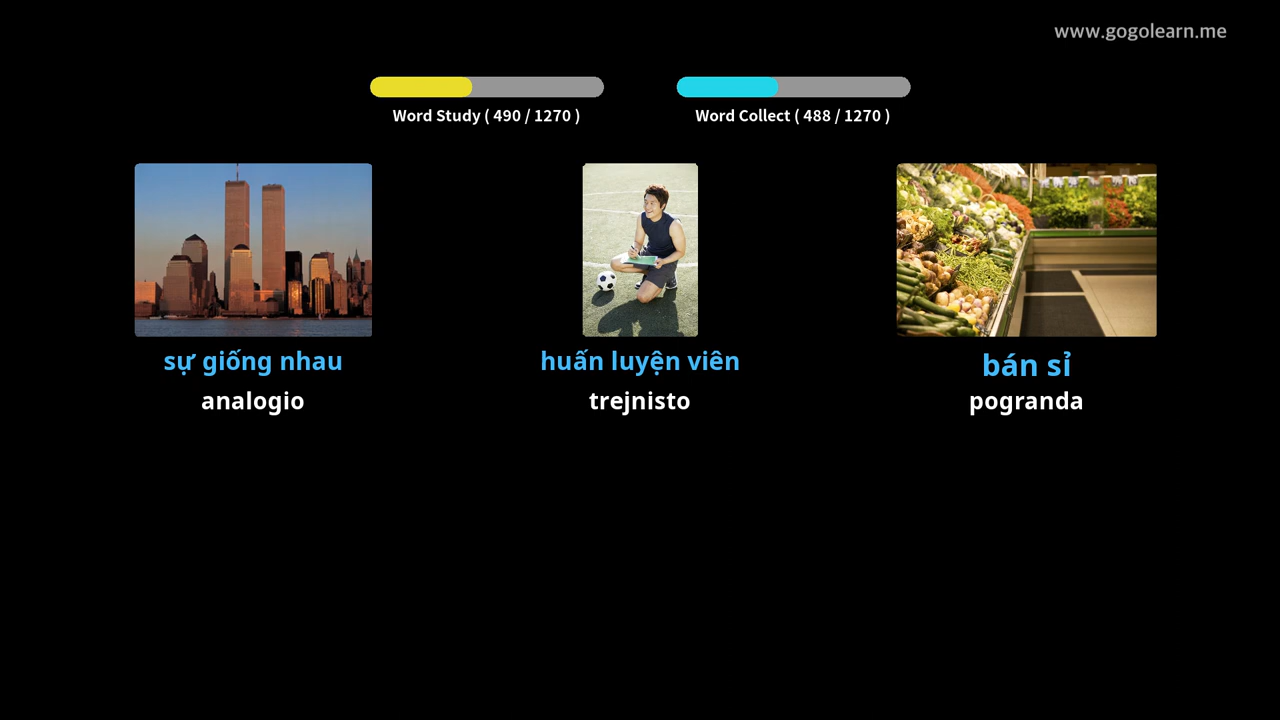 www.gogolearn.me
Word Study ( 490 / 1270 )
Word Collect ( 488 / 1270 )
sự giống nhau
huấn luyện viên
bán sỉ
analogio
trejnisto
pogranda